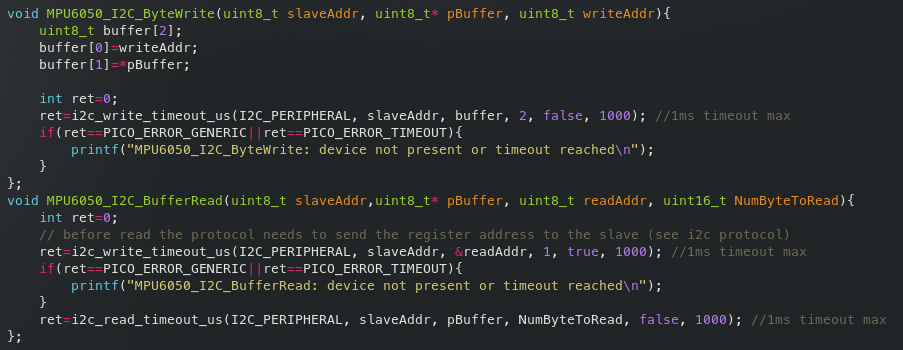 void MPU6050_I2C_ByteWrite(uint8_t slaveAddr, uint8_t* pBuffer, uint8_t writeAddr){
    uint8_t buffer[2];
    buffer[0]=writeAddr;
    buffer[1]=*pBuffer;

    int ret=0;
    ret=i2c_write_timeout_us(I2C_PERIPHERAL, slaveAddr, buffer, 2, false, 1000); //1ms timeout max
    if(ret==PICO_ERROR_GENERIC||ret==PICO_ERROR_TIMEOUT){
        printf("MPU6050_I2C_ByteWrite: device not present or timeout reached\n");
    }
};
void MPU6050_I2C_BufferRead(uint8_t slaveAddr,uint8_t* pBuffer, uint8_t readAddr, uint16_t NumByteToRead){
    int ret=0;
    // before read the protocol needs to send the register address to the slave (see i2c protocol)
    ret=i2c_write_timeout_us(I2C_PERIPHERAL, slaveAddr, &readAddr, 1, true, 1000); //1ms timeout max
    if(ret==PICO_ERROR_GENERIC||ret==PICO_ERROR_TIMEOUT){
        printf("MPU6050_I2C_BufferRead: device not present or timeout reached\n");
    }
    ret=i2c_read_timeout_us(I2C_PERIPHERAL, slaveAddr, pBuffer, NumByteToRead, false, 1000); //1ms timeout max
};